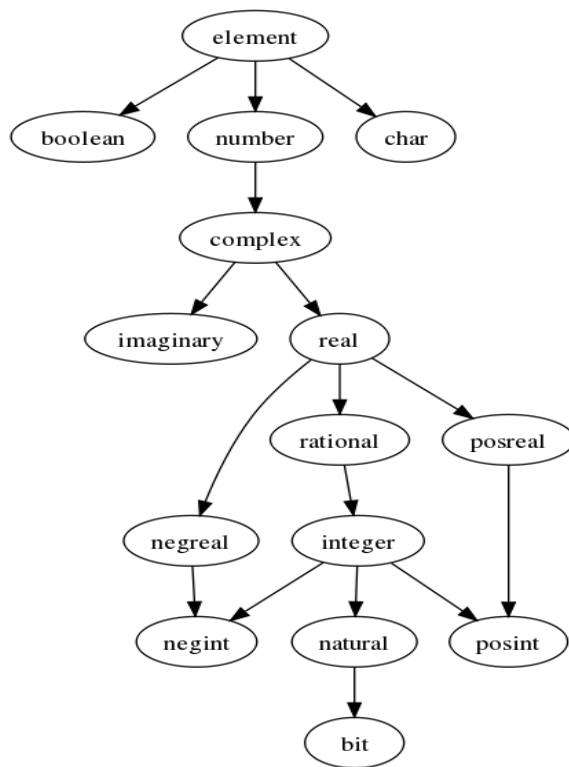 element
boolean number char
complex
imaginary real
rational posreal
negreal integer
negint natural posint
bit